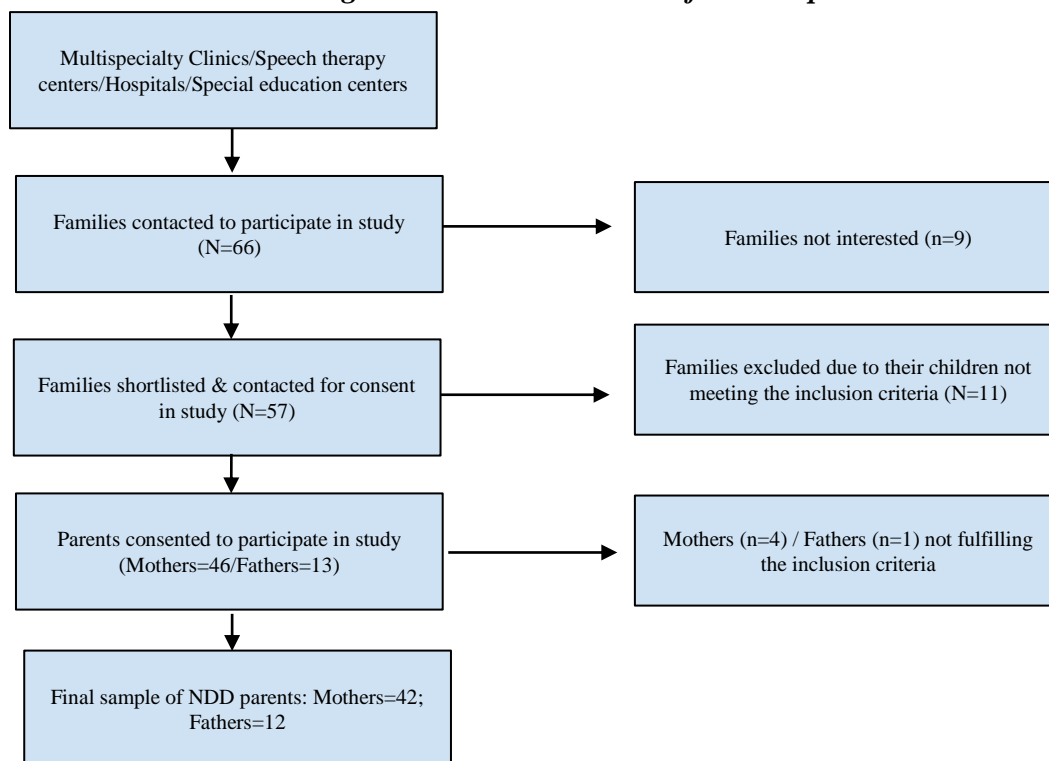 Multispecialty Clinics/Speech therapy
centers/Hospitals/Special education centers
Families contacted to participate in study
(N=66)
Families not interested (n=9)
Families shortlisted & contacted for consent
in study (N=57)
Families excluded due to their children not
meeting the inclusion criteria (N=11)
Parents consented to participate in study
(Mothers=46/Fathers=13)
Mothers (n=4) / Fathers (n=1) not fulfilling
the inclusion criteria
Final sample of NDD parents: Mothers=42;
Fathers=12